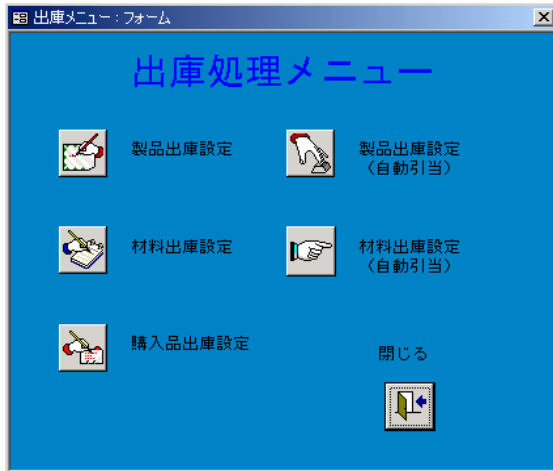 出庫メニュー : フォーム
出庫処理メニュー
製品出庫設定
製品出庫設定
（自動引当）
材料出庫設定
材料出庫設定
（自動引当）
購入品出庫設定
閉じる